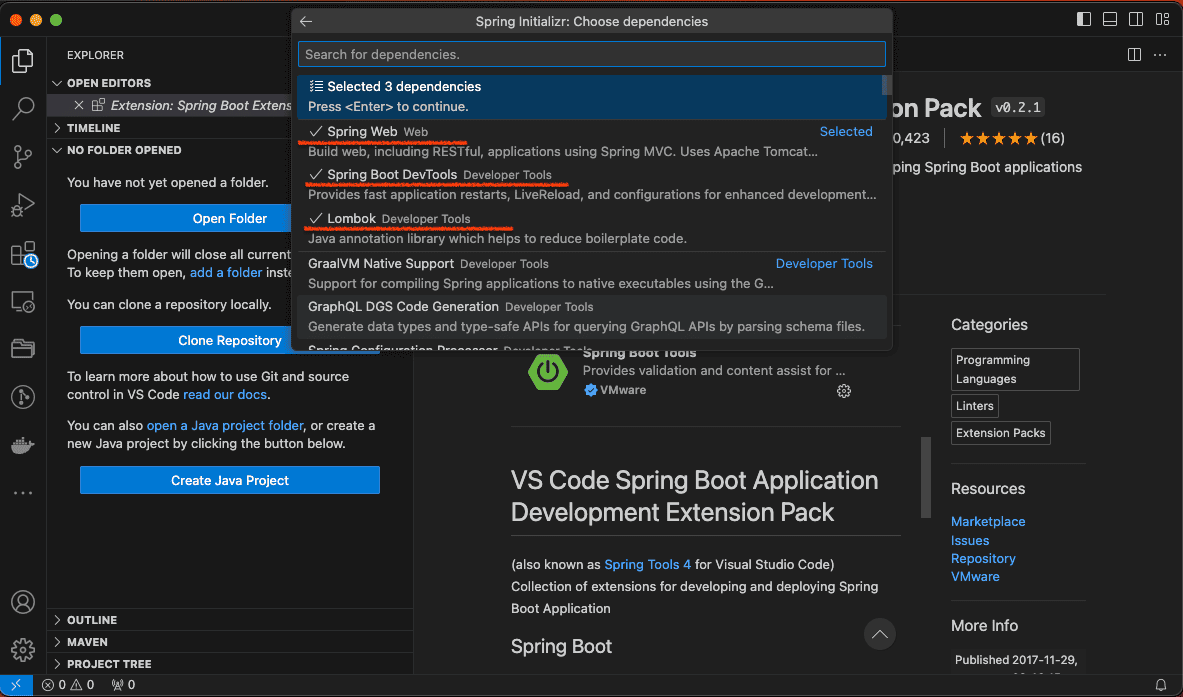 Spring Initializr: Choose dependencies
Search for dependencies.
Selected 3 dependencies
Press <Enter> to continue.
Spring Web Web Selected
Build web, including RESTful, applications using Spring MVC. Uses Apache Tomcat...
Spring Boot DevTools Developer Tools
Provides fast application restarts, LiveReload, and configurations for enhanced development...
Lombok Developer Tools
Java annotation library which helps to reduce boilerplate code.
GraalVM Native Support Developer Tools Developer Tools
Support for compiling Spring applications to native executables using the G...
GraphQL DGS Code Generation Developer Tools
Generate data types and type-safe APIs for querying GraphQL APIs by parsing schema files.
Spring Configuration Processor Developer Tools
EXPLORER
OPEN EDITORS
Extension: Spring Boot Extens
TIMELINE
NO FOLDER OPENED
You have not yet opened a folder.
Open Folder
Opening a folder will close all current
To keep them open, add a folder inste
You can clone a repository locally.
Clone Repository
To learn more about how to use Git and source
control in VS Code read our docs.
You can also open a Java project folder, or create a
new Java project by clicking the button below.
Create Java Project
OUTLINE
MAVEN
PROJECT TREE
0 0 0
on Pack v0.2.1
0,423 (16)
ping Spring Boot applications
Spring Boot Tools
Provides validation and content assist for ...
VMware
VS Code Spring Boot Application
Development Extension Pack
(also known as Spring Tools 4 for Visual Studio Code)
Collection of extensions for developing and deploying Spring
Boot Application
Spring Boot
Categories
Programming
Languages
Linters
Extension Packs
Resources
Marketplace
Issues
Repository
VMware
More Info
Published 2017-11-29,